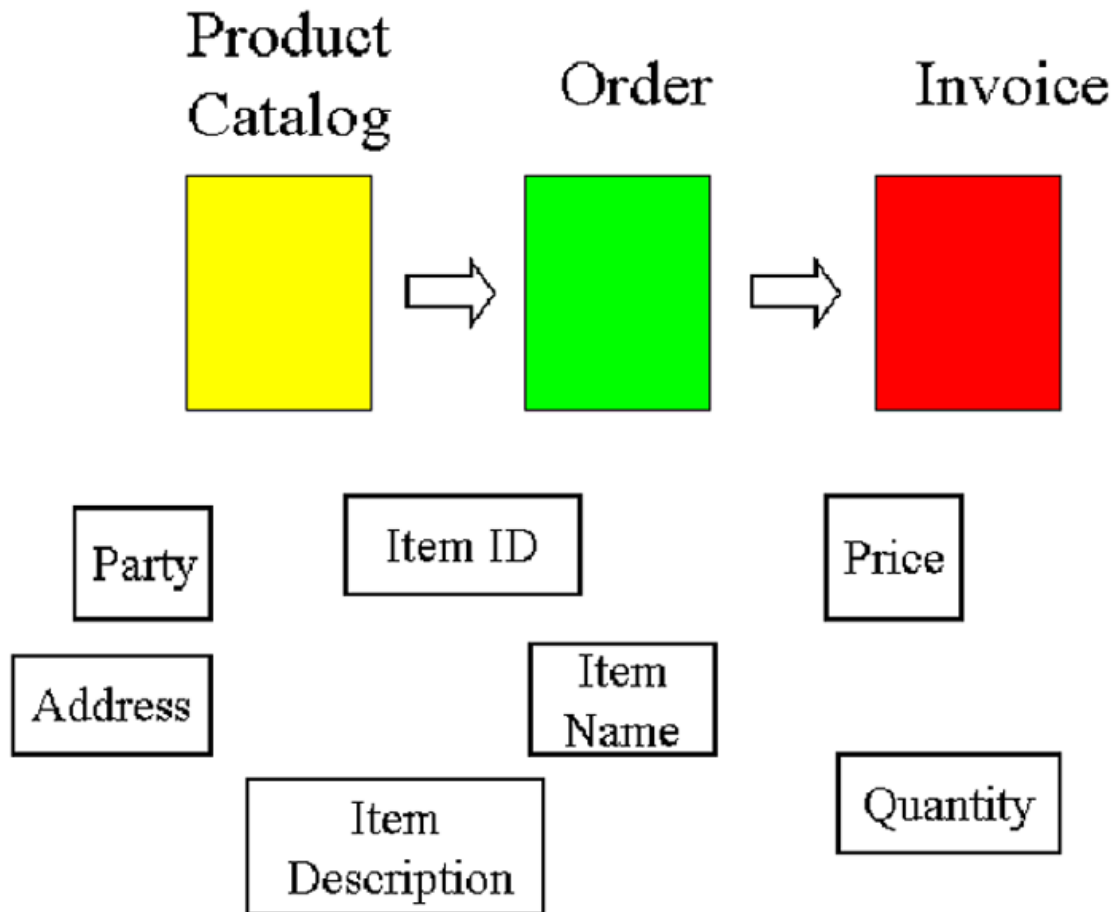 Product
Catalog
Order
Invoice
Party
Item ID
Price
Address
Item
Name
Item
Description
Quantity